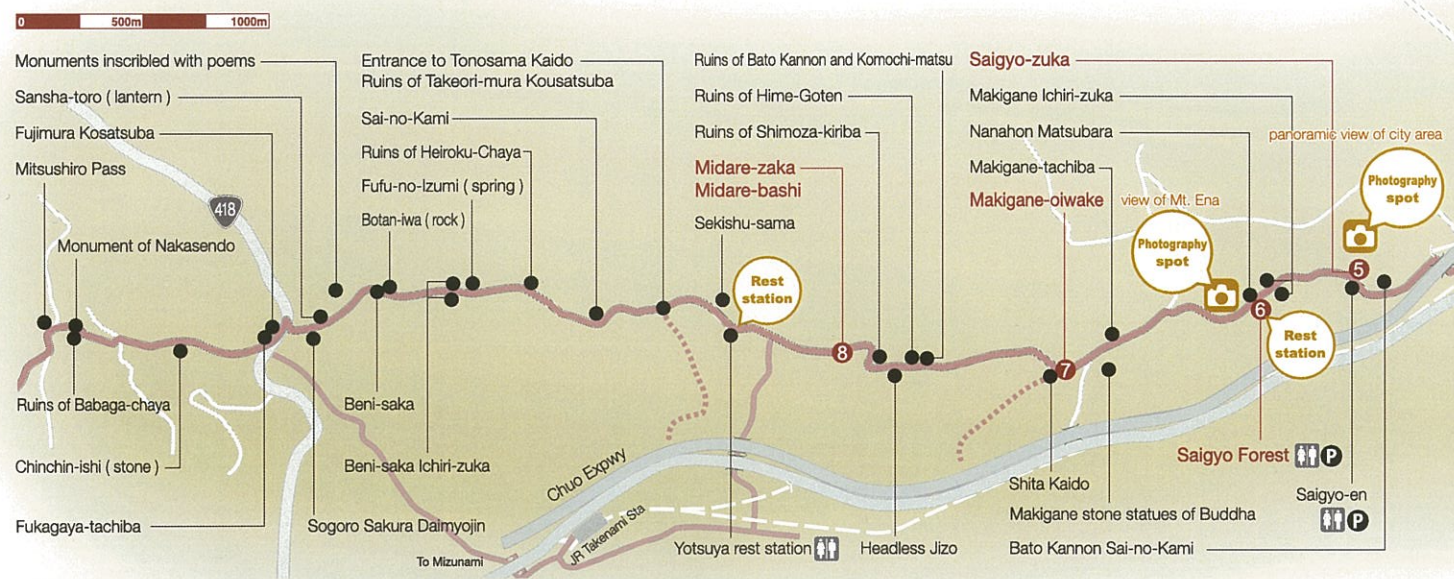 0 500m 1000m
Monuments inscribed with poems
Sansha-toro ( lantern )
Fujimura Kosatsuba
Mitsushiro Pass
418
Monument of Nakasendo
Entrance to Tonosama Kaido
Ruins of Takeori-mura Kousatsuba
Sai-no-Kami
Ruins of Heiroku-Chaya
Fufu-no-Izumi ( spring )
Botan-iwa ( rock )
Ruins of Bato Kannon and Komochi-matsu
Ruins of Hime-Goten
Ruins of Shimoza-kiriba
Midare-zaka
Midare-bashi
Sekishu-sama
Rest
station
Saigyo-zuka
Makigane Ichiri-zuka
Nanahon Matsubara
Makigane-tachiba
Makigane-oiwake
view of Mt. Ena
Photography
spot
panoramic view of city area
Photography
spot
5
6
7
8
Rest
station
Ruins of Babaga-chaya
Chinchin-ishi ( stone )
Fukagaya-tachiba
Sogoro Sakura Daimyojin
Beni-saka
Beni-saka Ichiri-zuka
To Mizunami
Chuo Expwy
JR Takenami Sta
Yotsuya rest station
Headless Jizo
Shita Kaido
Makigane stone statues of Buddha
Bato Kannon Sai-no-Kami
Saigyo Forest P
Saigyo-en
P